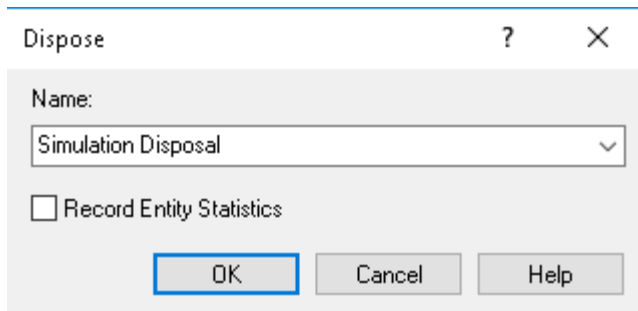 Dispose ?
Name:
Simulation Disposal
Record Entity Statistics
OK Cancel Help